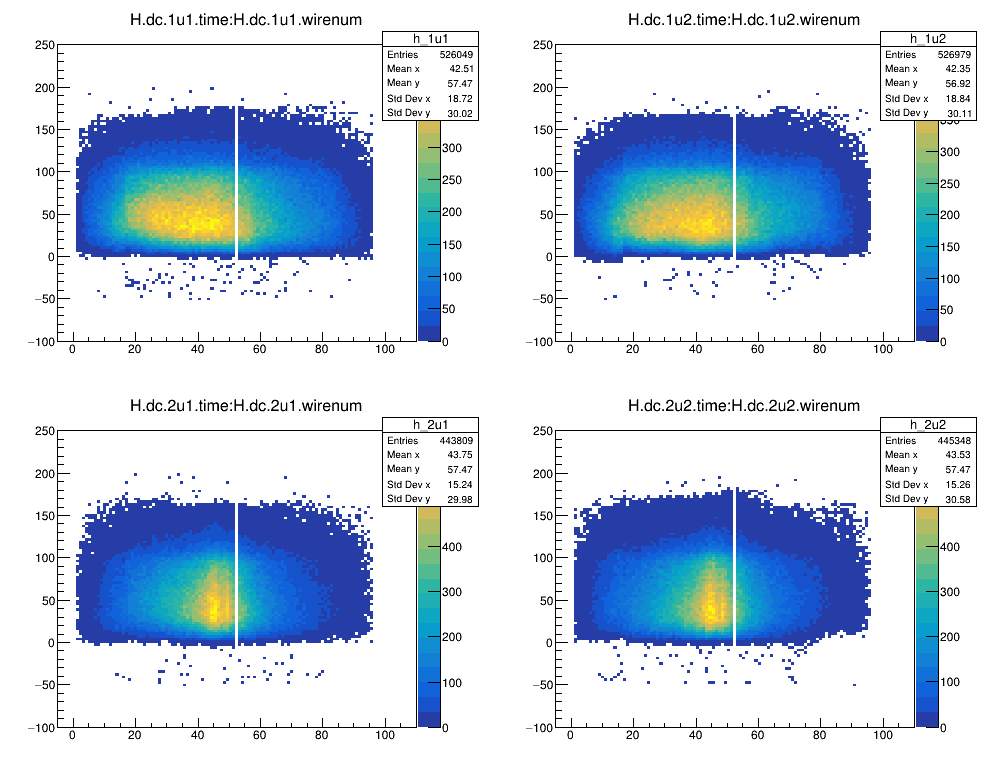 H.dc.1u1.time:H.dc.1u1.wirenum
h_1u1
Entries 526049
Mean x 42.51
Mean y 57.47
Std Dev x 18.72
Std Dev y 30.02
250
200
150
100
50
0
−50
−100
0 20 40 60 80 100
300
250
200
150
100
50
0
H.dc.1u2.time:H.dc.1u2.wirenum
h_1u2
Entries 526979
Mean x 42.35
Mean y 56.92
Std Dev x 18.84
Std Dev y 30.11
250
200
150
100
50
0
−50
−100
0 20 40 60 80 100
350
300
250
200
150
100
50
0
H.dc.2u1.time:H.dc.2u1.wirenum
h_2u1
Entries 443809
Mean x 43.75
Mean y 57.47
Std Dev x 15.24
Std Dev y 29.98
250
200
150
100
50
0
−50
−100
0 20 40 60 80 100
400
300
200
100
0
H.dc.2u2.time:H.dc.2u2.wirenum
h_2u2
Entries 445348
Mean x 43.53
Mean y 57.47
Std Dev x 15.26
Std Dev y 30.58
250
200
150
100
50
0
−50
−100
0 20 40 60 80 100
400
300
200
100
0